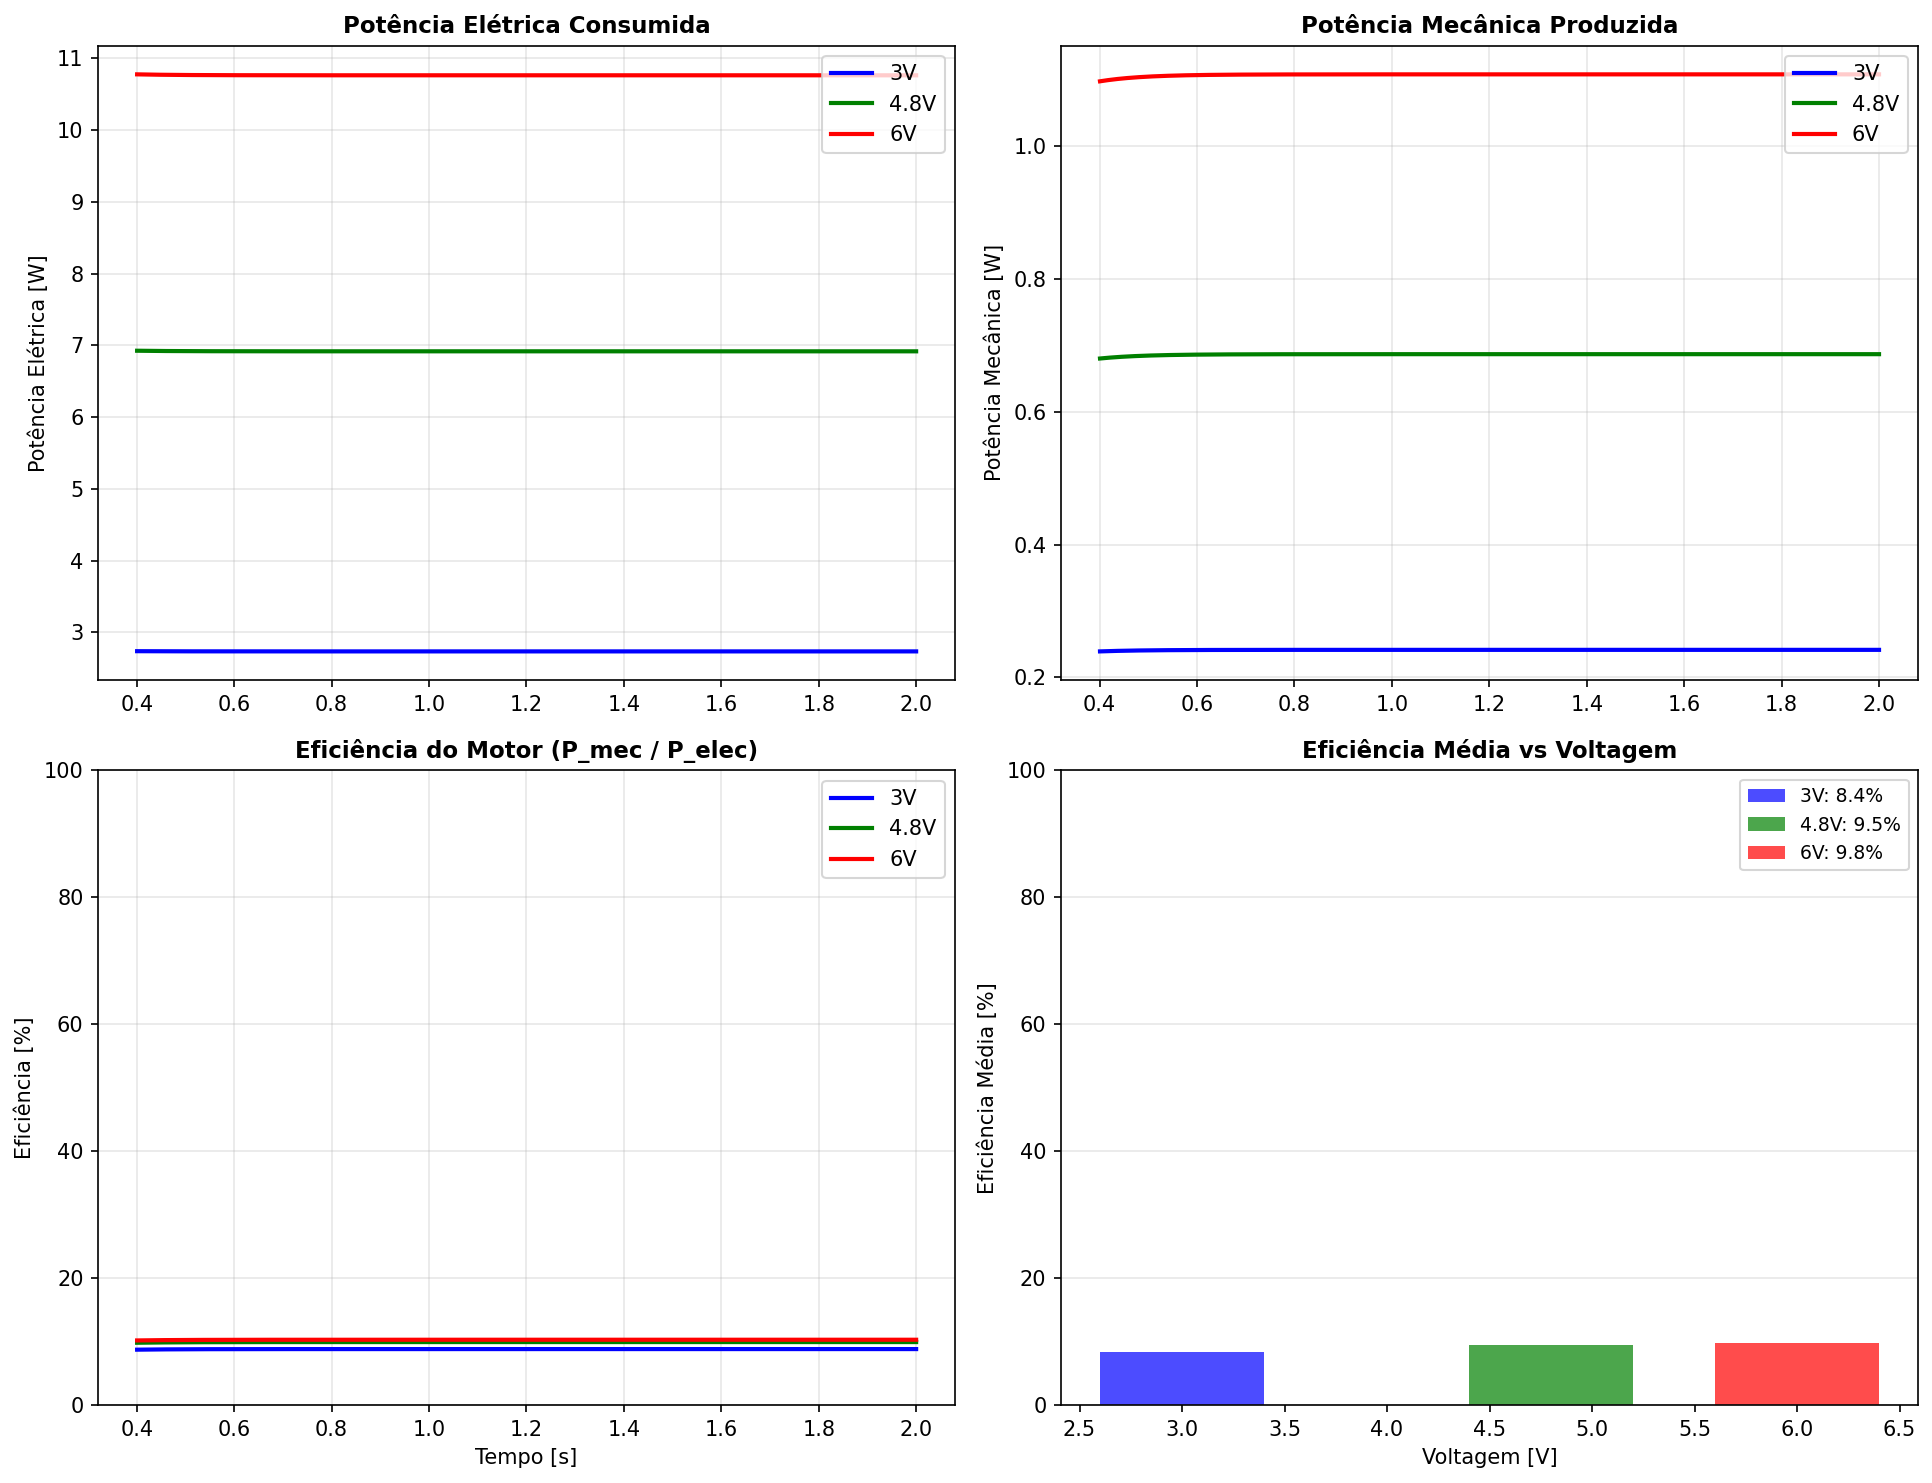 Potência Elétrica Consumida
Potência Elétrica [W]
11
10
9
8
7
6
5
4
3
0.4 0.6 0.8 1.0 1.2 1.4 1.6 1.8 2.0
3V
4.8V
6V
Potência Mecânica Produzida
Potência Mecânica [W]
1.0
0.8
0.6
0.4
0.2
0.4 0.6 0.8 1.0 1.2 1.4 1.6 1.8 2.0
3V
4.8V
6V
Eficiência do Motor (P_mec / P_elec)
Eficiência [%]
100
80
60
40
20
0
0.4 0.6 0.8 1.0 1.2 1.4 1.6 1.8 2.0
Tempo [s]
3V
4.8V
6V
Eficiência Média vs Voltagem
Eficiência Média [%]
100
80
60
40
20
0
2.5 3.0 3.5 4.0 4.5 5.0 5.5 6.0 6.5
Voltagem [V]
3V: 8.4%
4.8V: 9.5%
6V: 9.8%